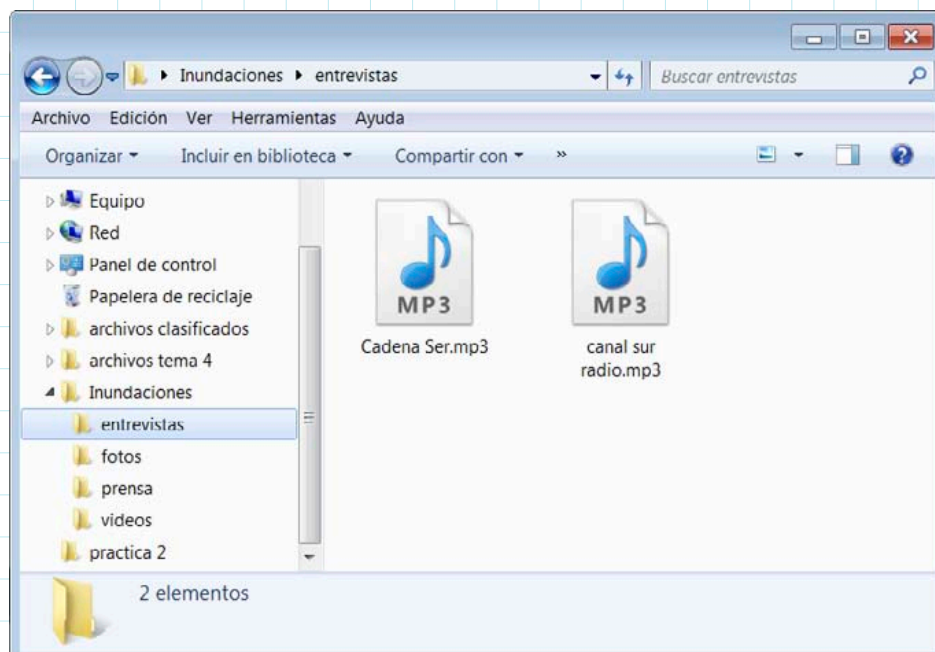 Inundaciones entrevistas
Buscar entrevistas
Archivo Edición Ver Herramientas Ayuda
Organizar Incluir en biblioteca Compartir con »
Equipo
Red
Panel de control
Papelera de reciclaje
archivos clasificados
archivos tema 4
Inundaciones
entrevistas
fotos
prensa
videos
practica 2
MP3
Cadena Ser.mp3
MP3
canal sur
radio.mp3
2 elementos